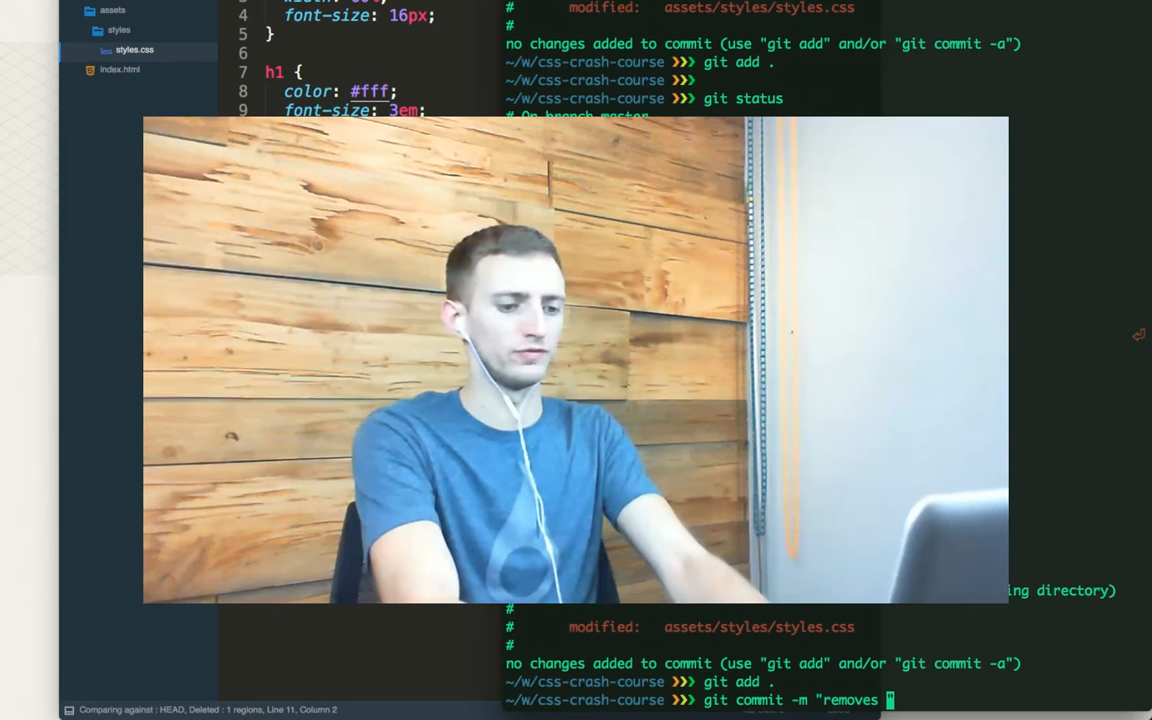 assets
styles
styles.css
index.html
4 font-size: 16px;
5 }
6
7 h1 {
8 color: #fff;
9 font-size: 3em;
# modified: assets/styles/styles.css
#
no changes added to commit (use "git add" and/or "git commit -a")
~/w/css-crash-course ❯❯❯ git add .
~/w/css-crash-course ❯❯❯
~/w/css-crash-course ❯❯❯ git status
# On branch master
ing directory)
#
# modified: assets/styles/styles.css
#
no changes added to commit (use "git add" and/or "git commit -a")
~/w/css-crash-course ❯❯❯ git add .
~/w/css-crash-course ❯❯❯ git commit -m "removes "
Comparing against : HEAD, Deleted : 1 regions, Line 11, Column 2